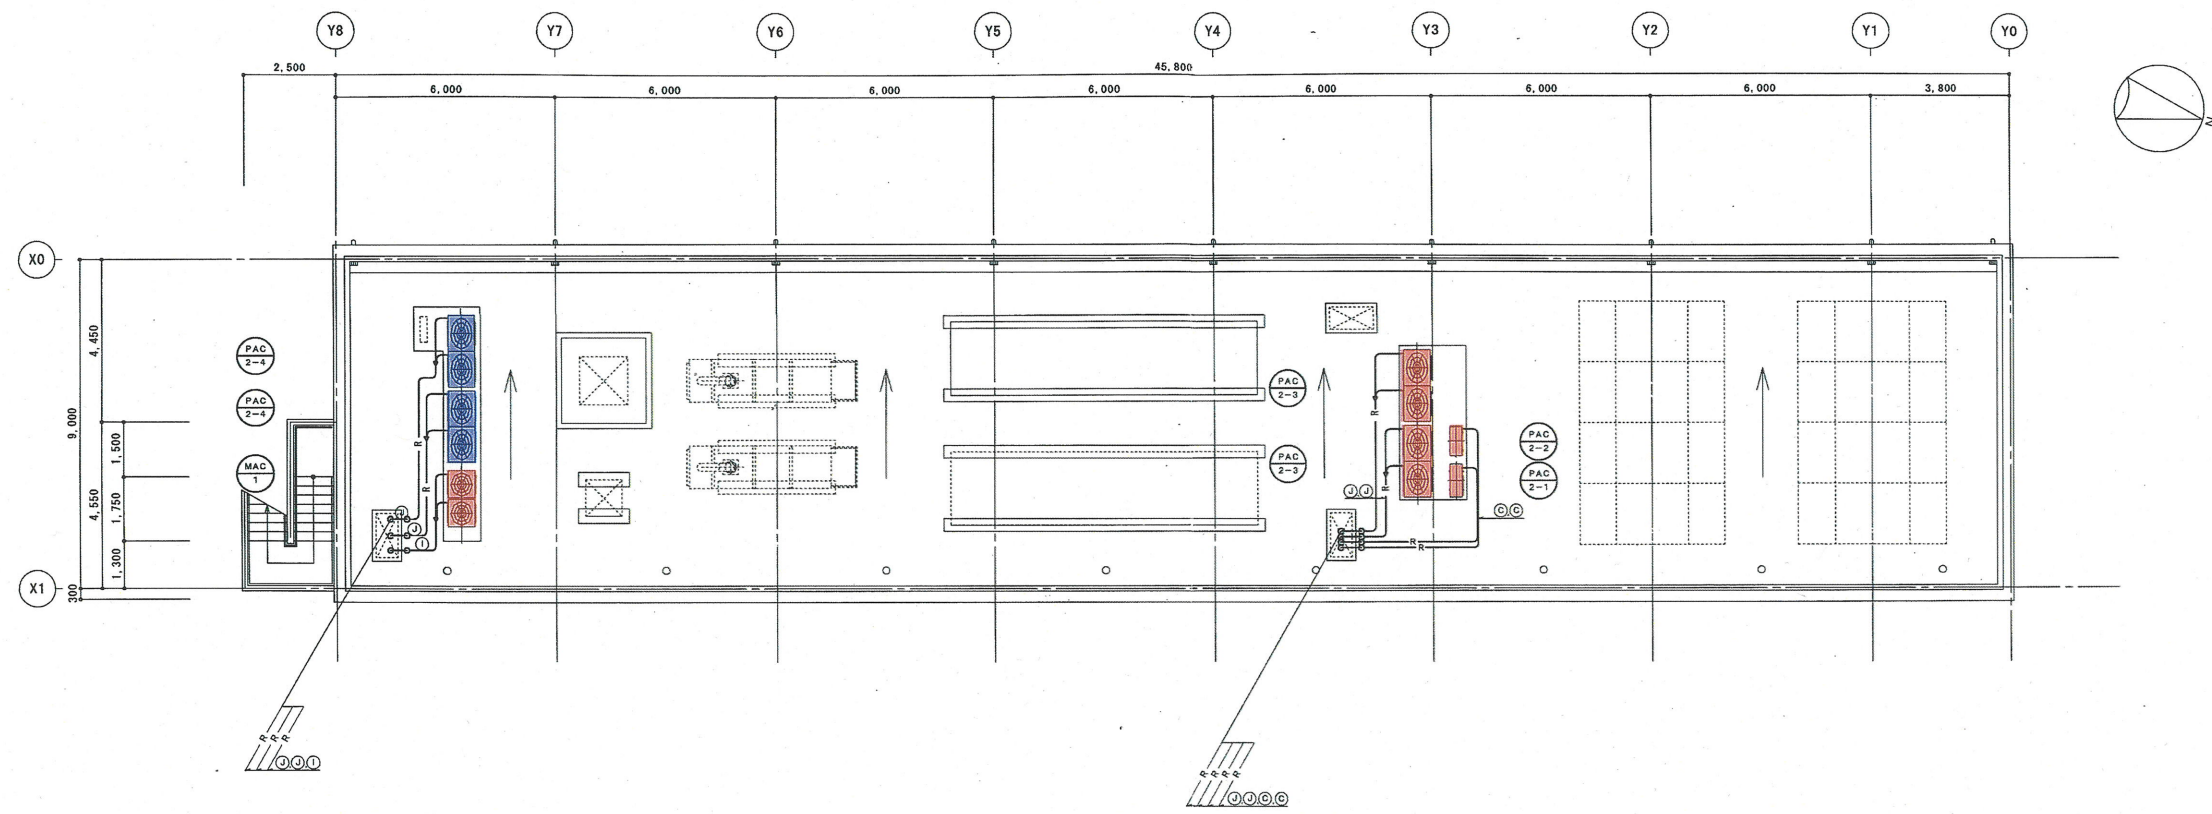 Y8 Y7 Y6 Y5 Y4 Y3 Y2 Y1 Y0
2,500 45,800
6,000 6,000 6,000 6,000 6,000 6,000 6,000 3,800
N
X0
4,450
9,000
4,550
1,500
1,750
1,300
300
X1
PAC
2-4
PAC
2-4
MAC
1
R
R
J
J
I
PAC
2-3
PAC
2-3
R
R
J J
PAC
2-2
PAC
2-1
C C
R
R
R R R
J J I
R R R R
J J C C